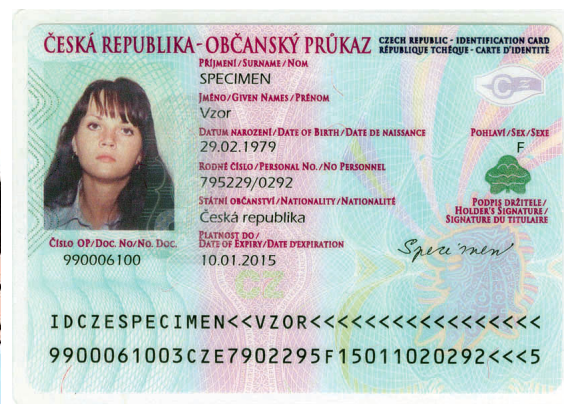 ČESKÁ REPUBLIKA - OBČANSKÝ PRŮKAZ
CZECH REPUBLIC - IDENTIFICATION CARD
RÉPUBLIQUE TCHÈQUE - CARTE D'IDENTITÉ
PŘÍJMENÍ / SURNAME / NOM
SPECIMEN
JMÉNO / GIVEN NAMES / PRÉNOM
Vzor
DATUM NAROZENÍ / DATE OF BIRTH / DATE DE NAISSANCE
29.02.1979
POHLAVÍ / SEX / SEXE
F
RODNÉ ČÍSLO / PERSONAL NO. / NO PERSONNEL
795229/0292
STÁTNÍ OBČANSTVÍ / NATIONALITY / NATIONALITÉ
Česká republika
PODPIS DRŽITELE /
HOLDER'S SIGNATURE /
SIGNATURE DU TITULAIRE
PLATNOST DO /
DATE OF EXPIRY / DATE D'EXPIRATION
10.01.2015
Specimen
ČÍSLO OP / DOC. NO / NO. DOC.
990006100
CZ
IDCZESPECIMEN<<VZOR<<<<<<<<<<<<<<<<<
9900061003CZE7902295F15011020292<<<5